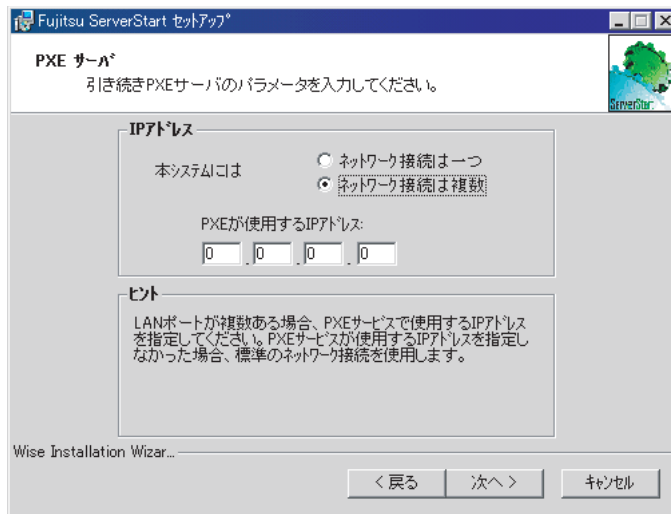 Fujitsu ServerStart ｾｯﾄｱｯﾌﾟ
PXE ｻｰﾊﾞ
引き続きPXEサーバのパラメータを入力してください。
ServerStart
IPｱﾄﾞﾚｽ
本ｼｽﾃﾑには
ﾈｯﾄﾜｰｸ接続は一つ
ﾈｯﾄﾜｰｸ接続は複数
PXEが使用するIPｱﾄﾞﾚｽ:
0 . 0 . 0 . 0
ﾋﾝﾄ
LANﾎﾟｰﾄが複数ある場合、PXEｻｰﾋﾞｽで使用するIPｱﾄﾞﾚｽ
を指定してください。PXEｻｰﾋﾞｽが使用するIPｱﾄﾞﾚｽを指定し
なかった場合、標準のﾈｯﾄﾜｰｸ接続を使用します。
Wise Installation Wizar...
< 戻る 次へ > ｷｬﾝｾﾙ